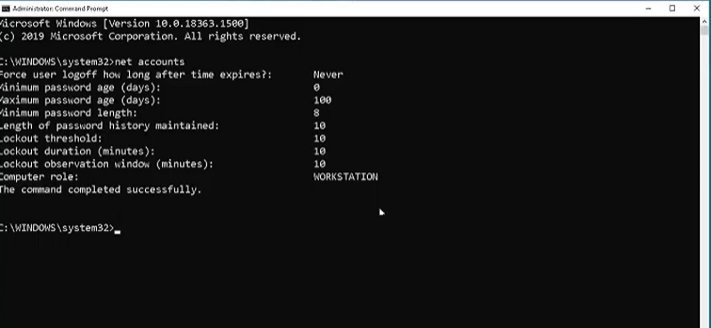 Administrator: Command Prompt
Microsoft Windows [Version 10.0.18363.1500]
(c) 2019 Microsoft Corporation. All rights reserved.
C:\WINDOWS\system32>net accounts
Force user logoff how long after time expires?: Never
Minimum password age (days): 0
Maximum password age (days): 100
Minimum password length: 8
Length of password history maintained: 10
Lockout threshold: 10
Lockout duration (minutes): 10
Lockout observation window (minutes): 10
Computer role: WORKSTATION
The command completed successfully.
C:\WINDOWS\system32>